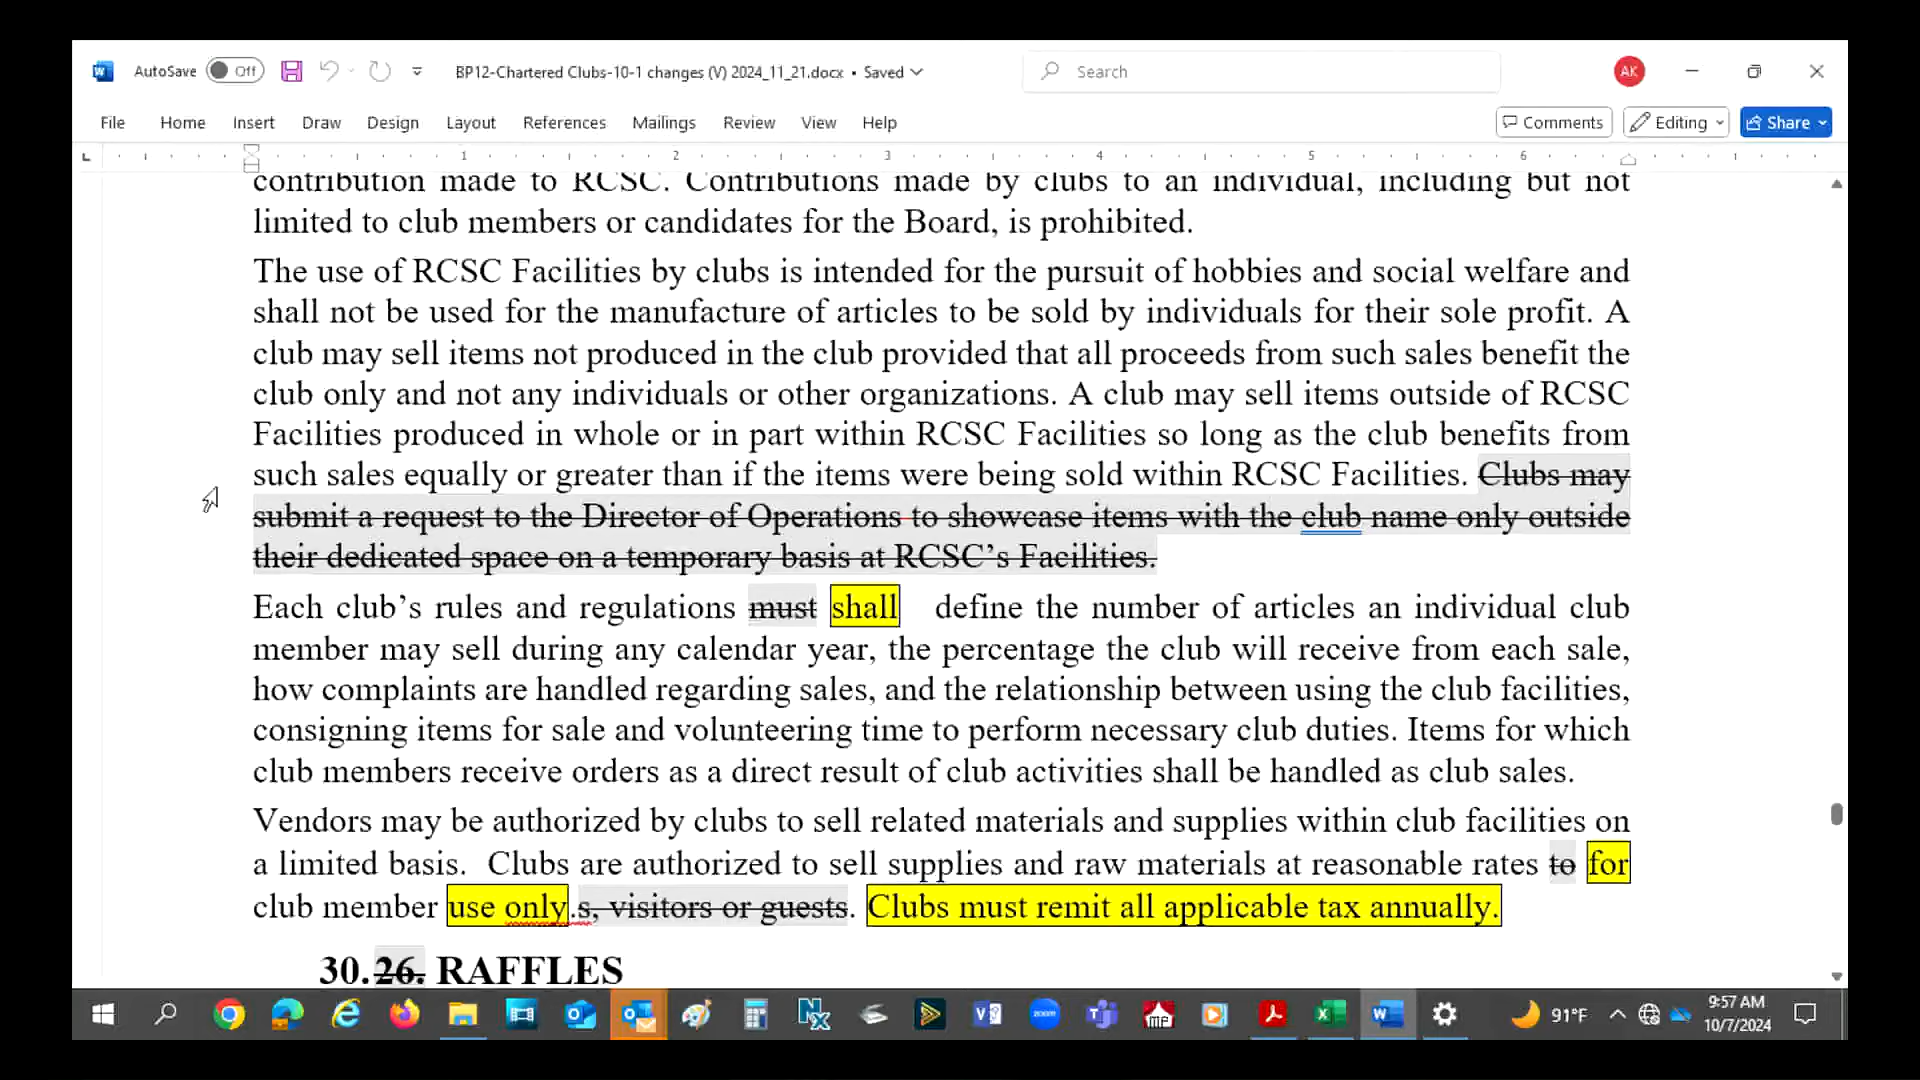 AutoSave Off BP12-Chartered Clubs-10-1 changes (V) 2024_11_21.docx • Saved Search AK
File Home Insert Draw Design Layout References Mailings Review View Help Comments Editing Share
1 2 3 4 5 6
contribution made to RCSC. Contributions made by clubs to an individual, including but not
limited to club members or candidates for the Board, is prohibited.
The use of RCSC Facilities by clubs is intended for the pursuit of hobbies and social welfare and
shall not be used for the manufacture of articles to be sold by individuals for their sole profit. A
club may sell items not produced in the club provided that all proceeds from such sales benefit the
club only and not any individuals or other organizations. A club may sell items outside of RCSC
Facilities produced in whole or in part within RCSC Facilities so long as the club benefits from
such sales equally or greater than if the items were being sold within RCSC Facilities. Clubs may
submit a request to the Director of Operations to showcase items with the club name only outside
their dedicated space on a temporary basis at RCSC’s Facilities.
Each club’s rules and regulations must shall define the number of articles an individual club
member may sell during any calendar year, the percentage the club will receive from each sale,
how complaints are handled regarding sales, and the relationship between using the club facilities,
consigning items for sale and volunteering time to perform necessary club duties. Items for which
club members receive orders as a direct result of club activities shall be handled as club sales.
Vendors may be authorized by clubs to sell related materials and supplies within club facilities on
a limited basis. Clubs are authorized to sell supplies and raw materials at reasonable rates to for
club member use only.s, visitors or guests. Clubs must remit all applicable tax annually.
30.26. RAFFLES
91°F 9:57 AM
10/7/2024